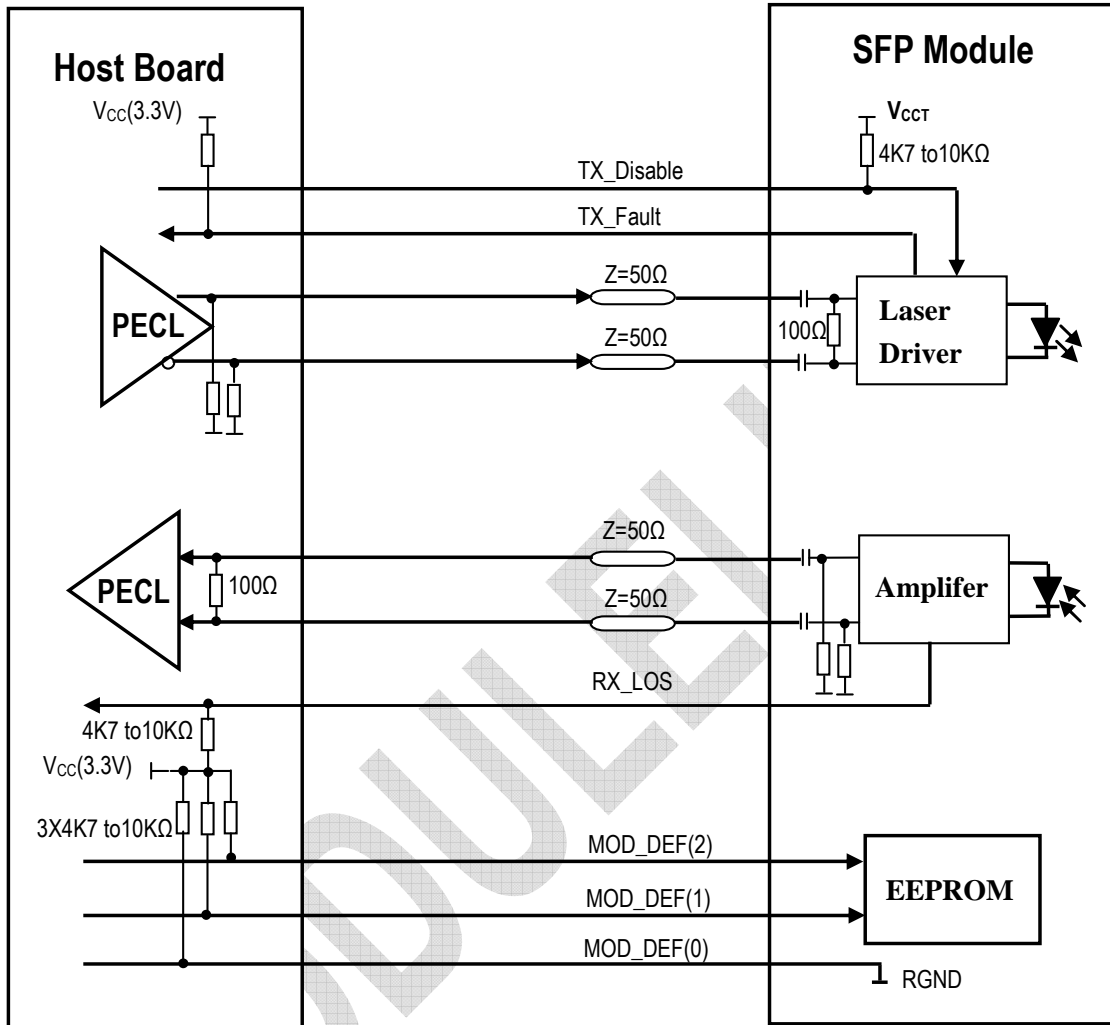 Host Board
SFP Module
VCC(3.3V)
VCCT
4K7 to10KΩ
TX_Disable
TX_Fault
Z=50Ω
PECL
100Ω
Laser
Driver
Z=50Ω
Z=50Ω
PECL
100Ω
Amplifer
Z=50Ω
RX_LOS
4K7 to10KΩ
VCC(3.3V)
3X4K7 to10KΩ
MOD_DEF(2)
EEPROM
MOD_DEF(1)
MOD_DEF(0)
RGND